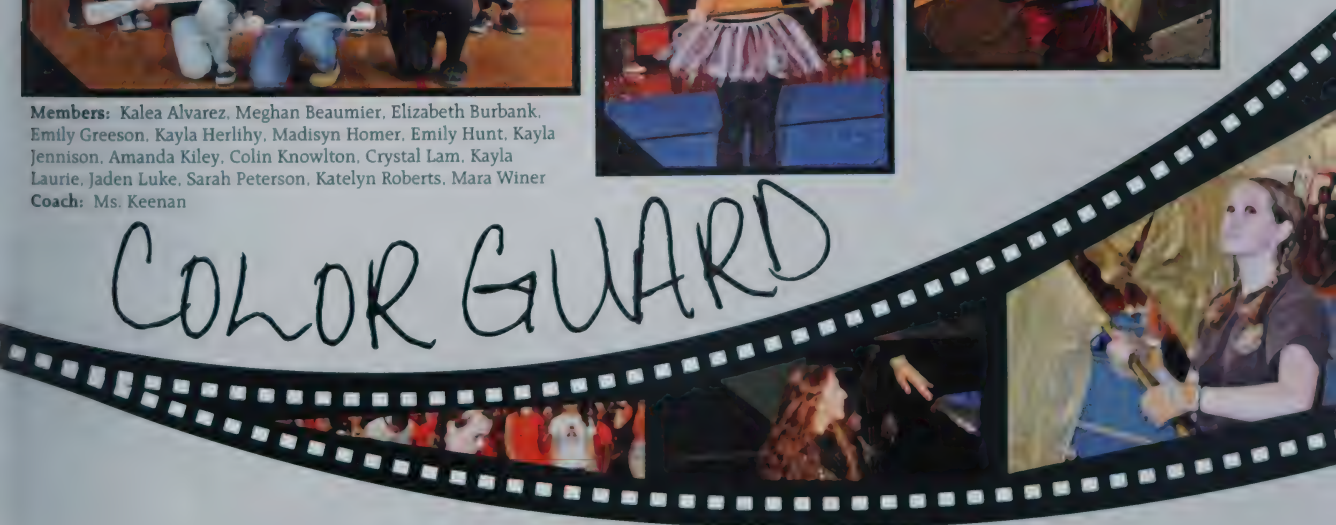 Members: Kalea Alvarez, Meghan Beaumier, Elizabeth Burbank,
Emily Greeson, Kayla Herlihy, Madisyn Homer, Emily Hunt, Kayla
Jennison, Amanda Kiley, Colin Knowlton, Crystal Lam, Kayla
Laurie, Jaden Luke, Sarah Peterson, Katelyn Roberts, Mara Winer
Coach: Ms. Keenan
COLOR GUARD